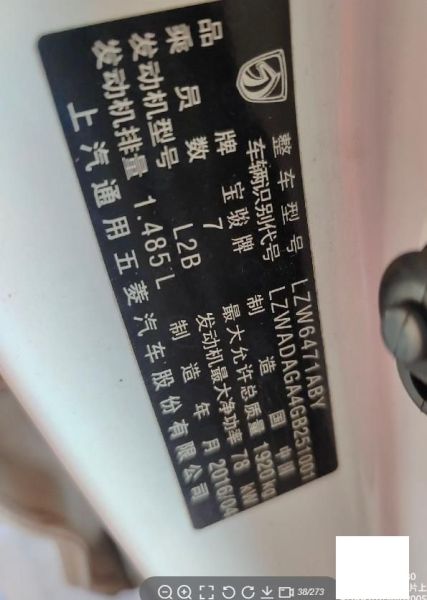 整车型号 LZW6471ABY
车辆识别代号 LZWADAGA4GB251001
品牌 宝骏牌 制造国 中国
乘员数 7 最大允许总质量 1920kg
发动机型号 L2B 发动机最大净功率 78 kW
发动机排量 1.485L 制造年月 2016/04
上汽通用五菱汽车股份有限公司
38/273